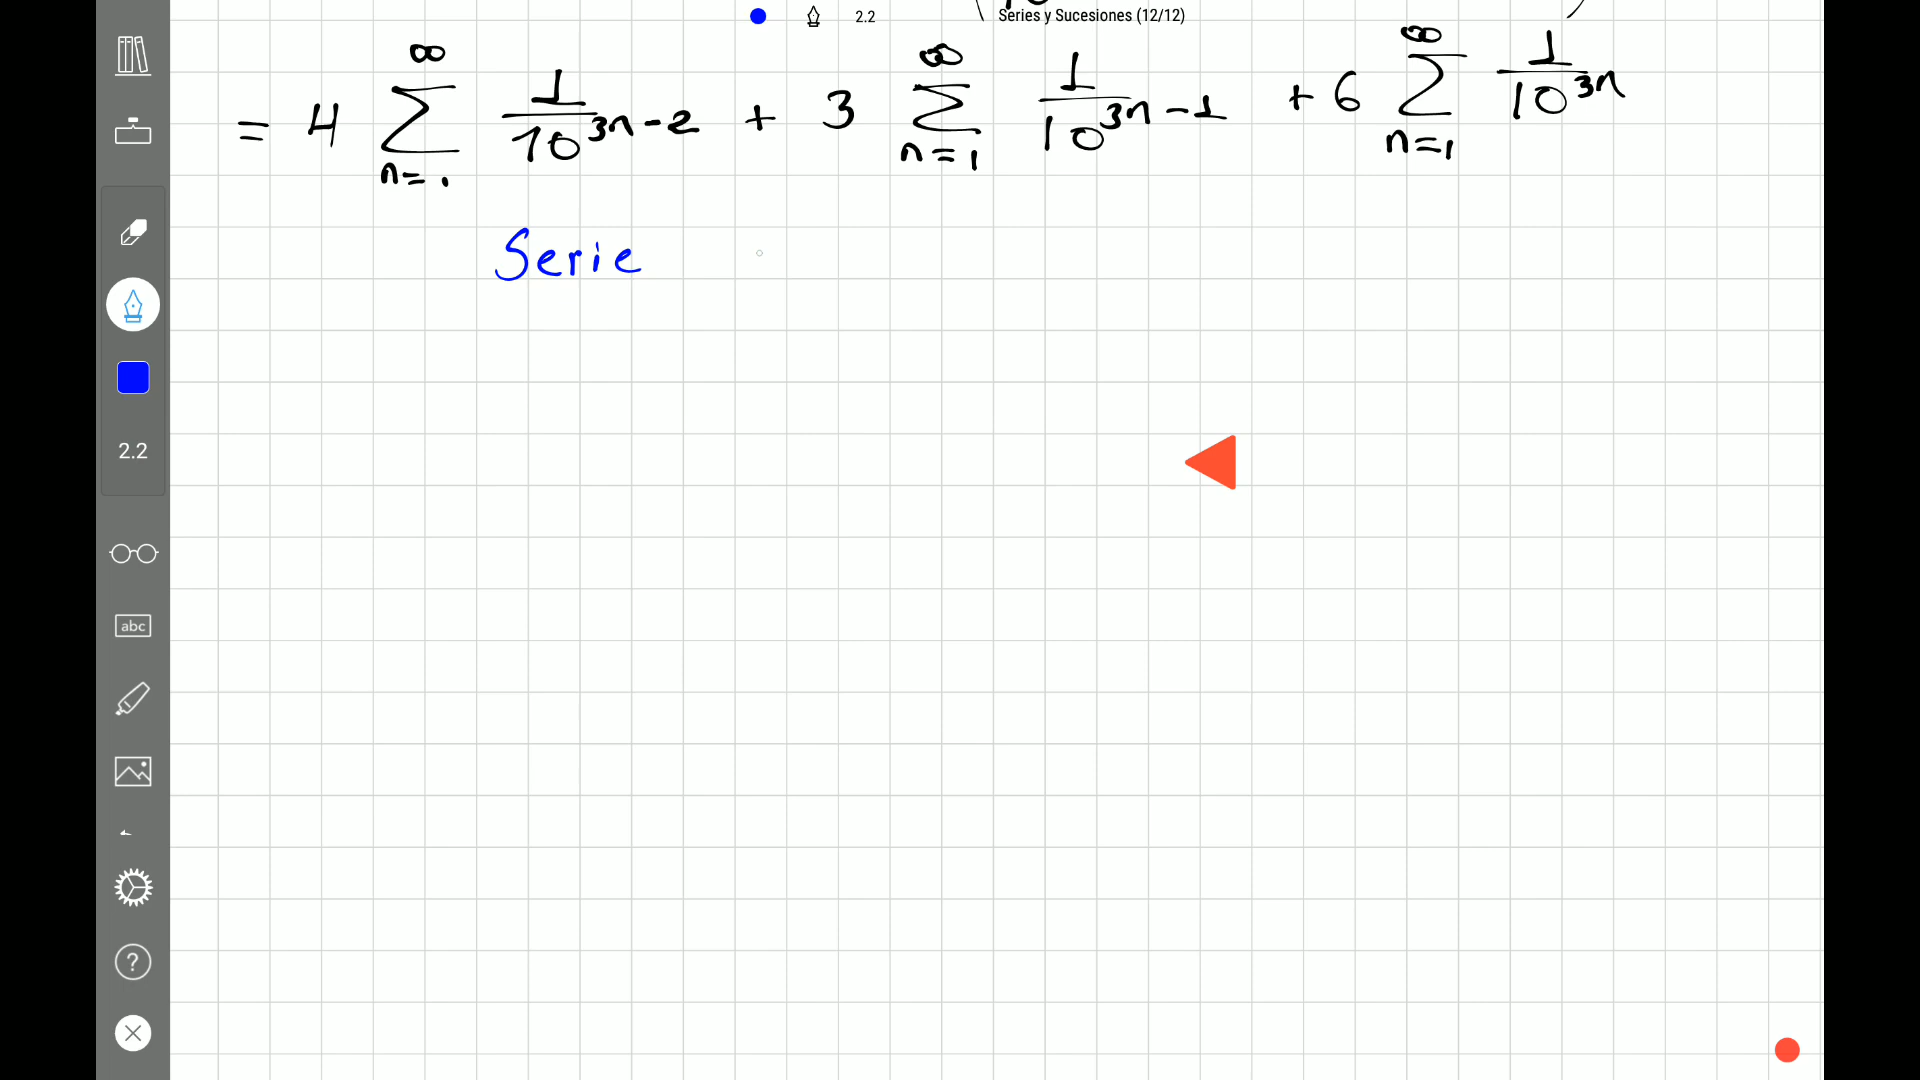 2.2 Series y Sucesiones (12/12)
= 4 ∑_{n=1}^{∞} 1/10^{3n-2} + 3 ∑_{n=1}^{∞} 1/10^{3n-1} + 6 ∑_{n=1}^{∞} 1/10^{3n}
Serie
2.2
abc
?